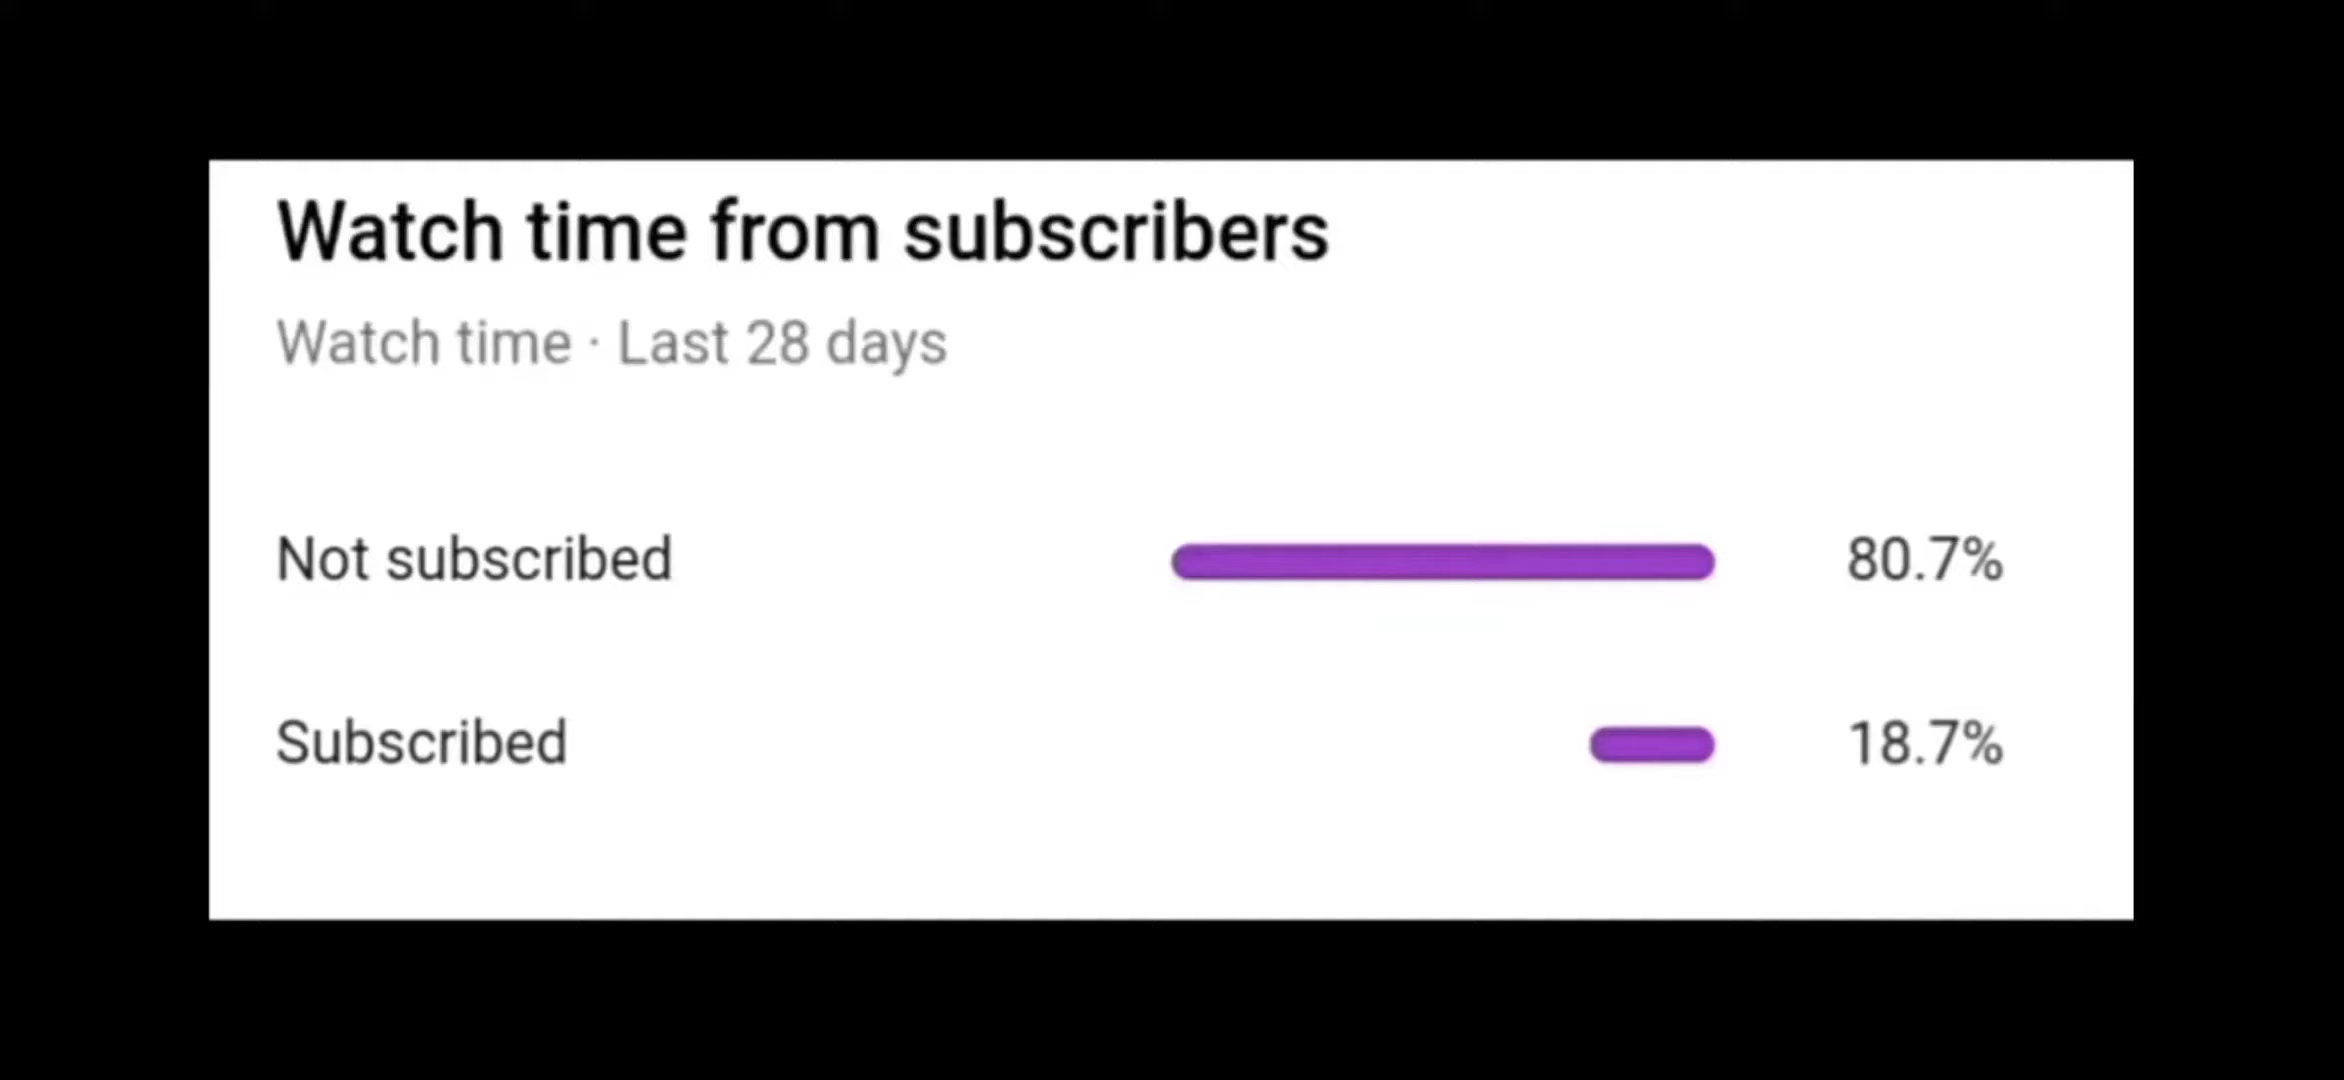 Watch time from subscribers
Watch time · Last 28 days
Not subscribed 80.7%
Subscribed 18.7%